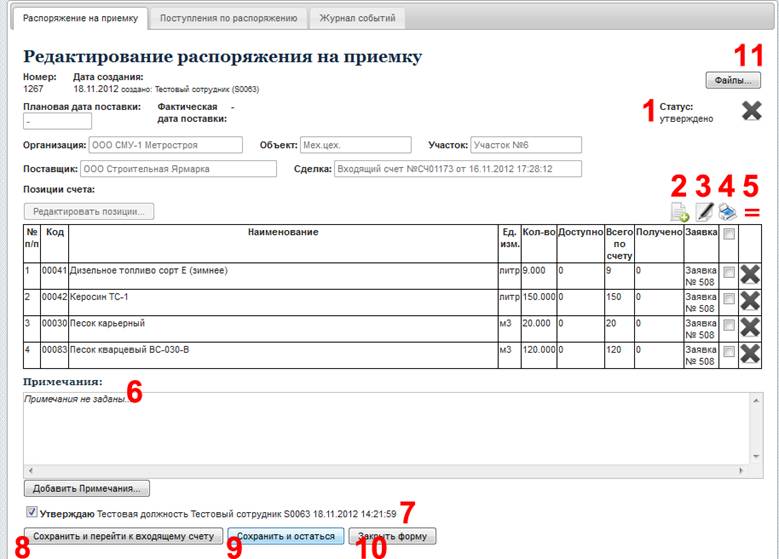 Распоряжение на приемку Поступления по распоряжению Журнал событий
Редактирование распоряжения на приемку 11
Номер: Дата создания:
1267 18.11.2012 создано: Тестовый сотрудник (S0063) Файлы...
Плановая дата поставки: Фактическая дата поставки: - 1 Статус:
- утверждено
Организация: ООО СМУ-1 Метростроя Объект: Мех.цех. Участок: Участок №6
Поставщик: ООО Строительная Ярмарка Сделка: Входящий счет №СЧ01173 от 16.11.2012 17:28:12
Позиции счета: 2 3 4 5
Редактировать позиции... =
№ п/п Код Наименование Ед. изм. Кол-во Доступно Всего по счету Получено Заявка
1 00041 Дизельное топливо сорт Е (зимнее) литр 9.000 0 9 0 Заявка № 508
2 00042 Керосин ТС-1 литр 150.000 0 150 0 Заявка № 508
3 00030 Песок карьерный м3 20.000 0 20 0 Заявка № 508
4 00083 Песок кварцевый ВС-030-В м3 120.000 0 120 0 Заявка № 508
Примечания: 6
Примечания не заданы...
Добавить Примечания...
Утверждаю Тестовая должность Тестовый сотрудник S0063 18.11.2012 14:21:59 7
Сохранить и перейти к входящему счету Сохранить и остаться Закрыть форму
8 9 10